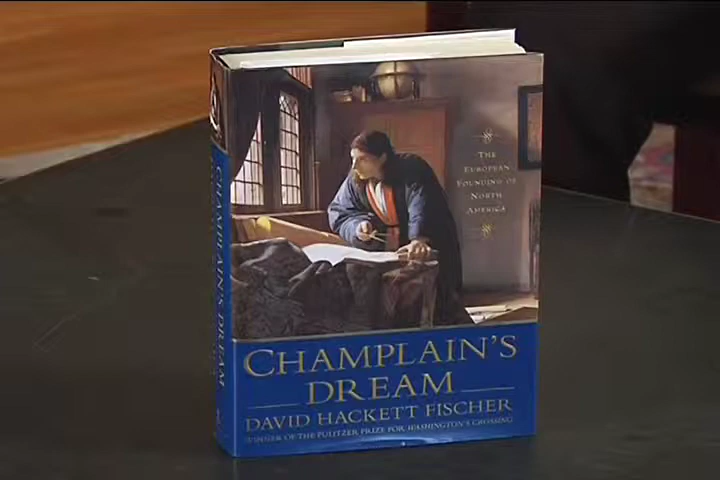 THE
EUROPEAN
FOUNDING OF
NORTH
AMERICA
CHAMPLAIN'S
DREAM
DAVID HACKETT FISCHER
WINNER OF THE PULITZER PRIZE FOR WASHINGTON'S CROSSING
CHAMPLAIN'S DREAM